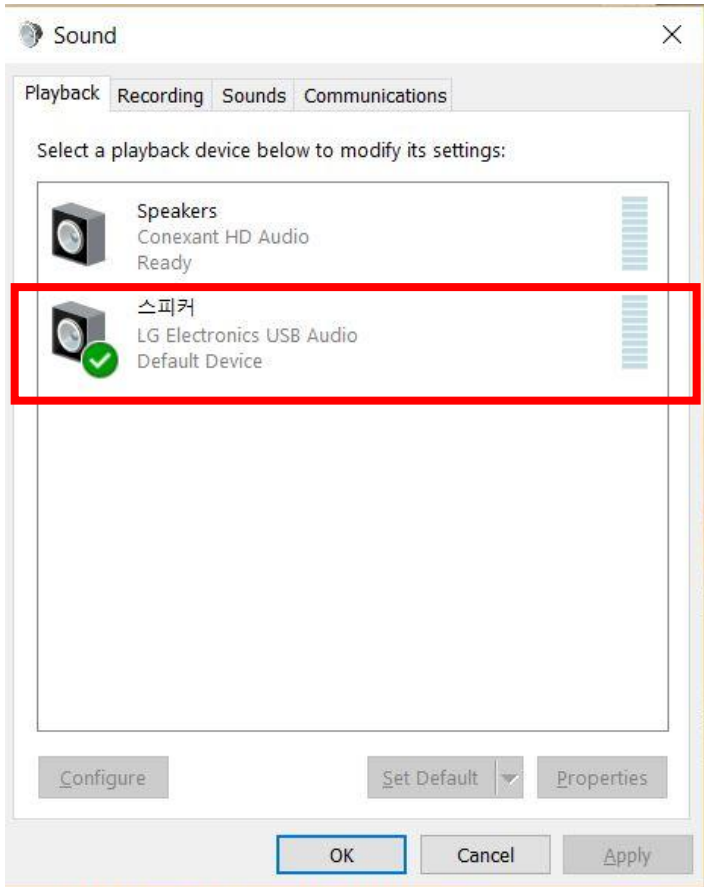 Sound
Playback Recording Sounds Communications
Select a playback device below to modify its settings:
Speakers
Conexant HD Audio
Ready
스피커
LG Electronics USB Audio
Default Device
Configure Set Default Properties
OK Cancel Apply